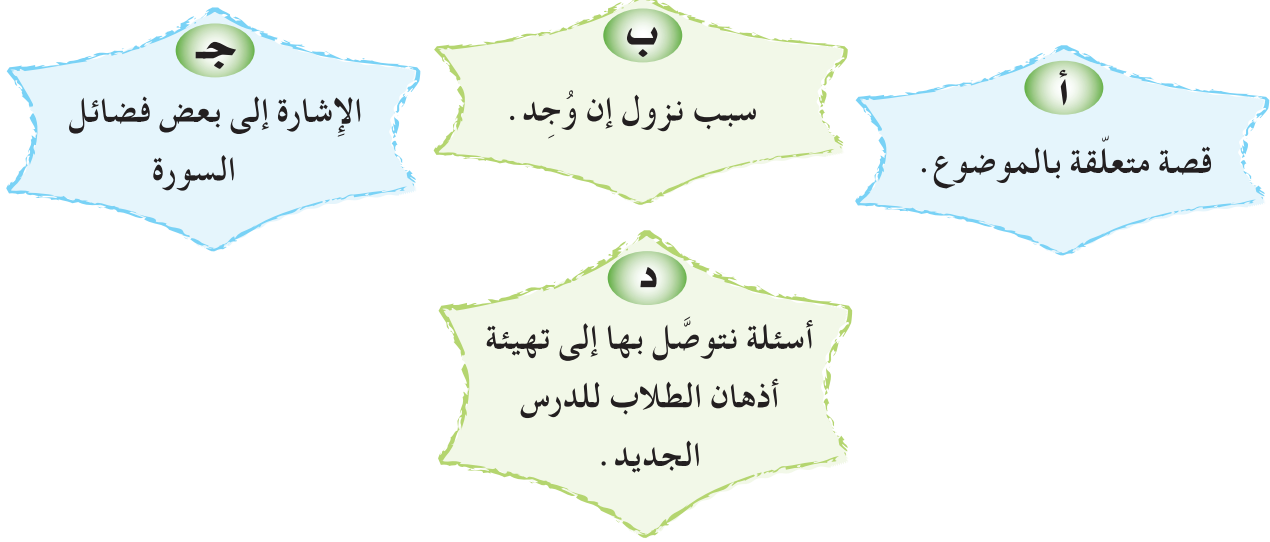 أ
قصة متعلّقة بالموضوع .
ب
سبب نزول إن وُجِد .
جـ
الإِشارة إلى بعض فضائل
السورة
د
أسئلة نتوصَّل بها إلى تهيئة
أذهان الطلاب للدرس
الجديد .